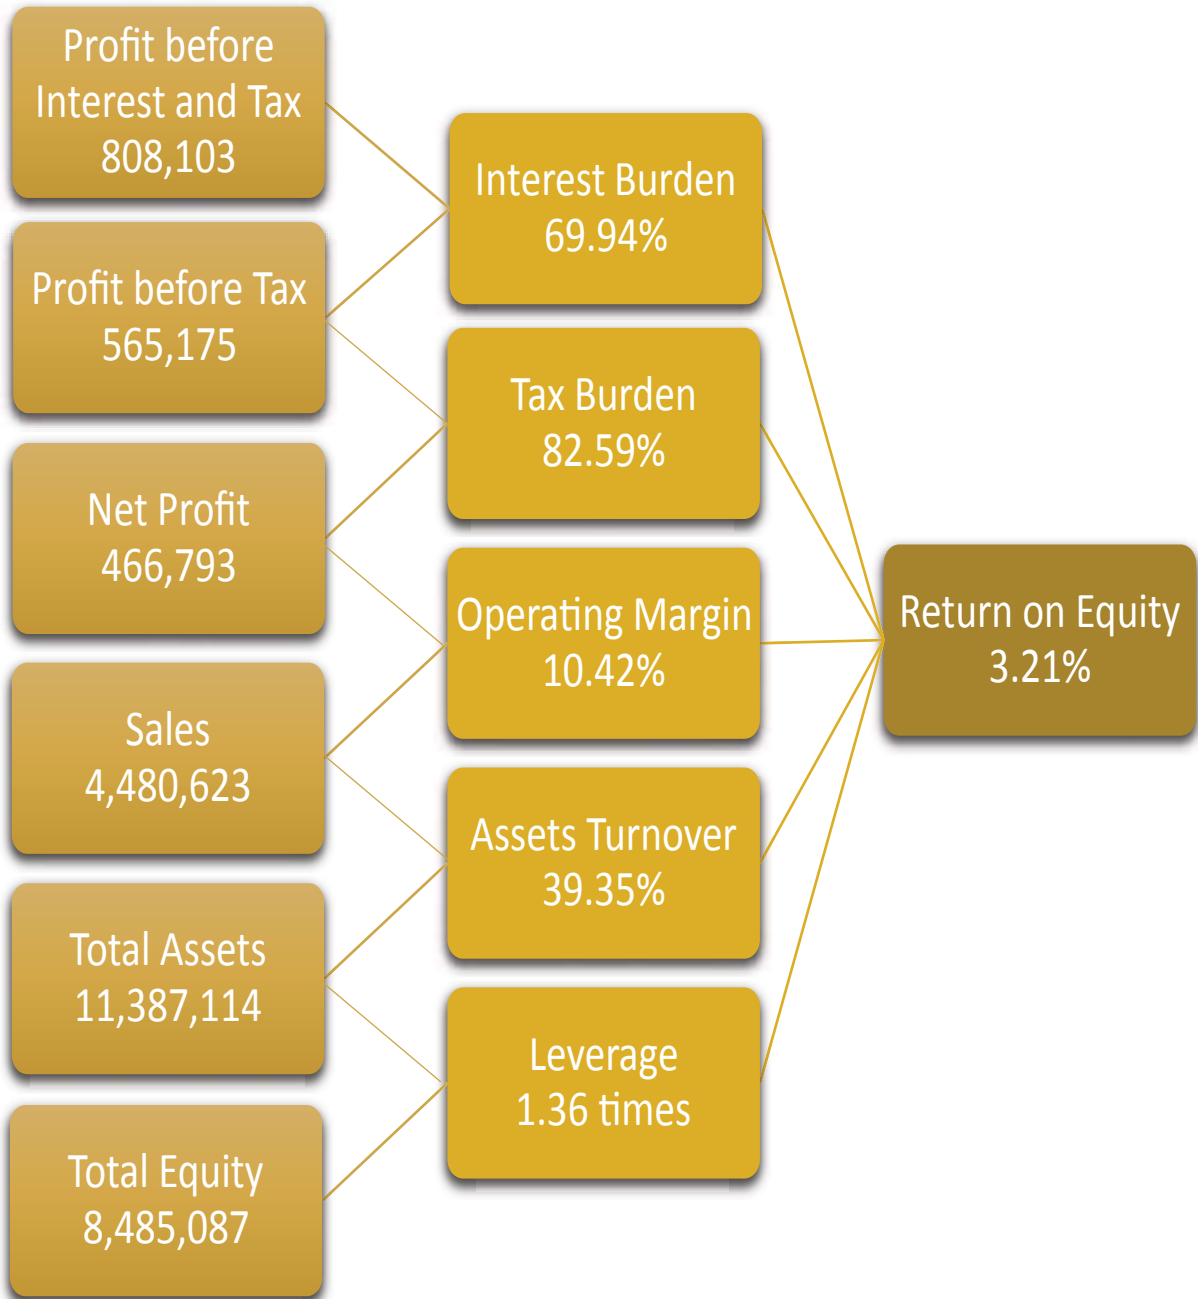 Profit before
Interest and Tax
808,103
Profit before Tax
565,175
Net Profit
466,793
Sales
4,480,623
Total Assets
11,387,114
Total Equity
8,485,087
Interest Burden
69.94%
Tax Burden
82.59%
Operating Margin
10.42%
Assets Turnover
39.35%
Leverage
1.36 times
Return on Equity
3.21%